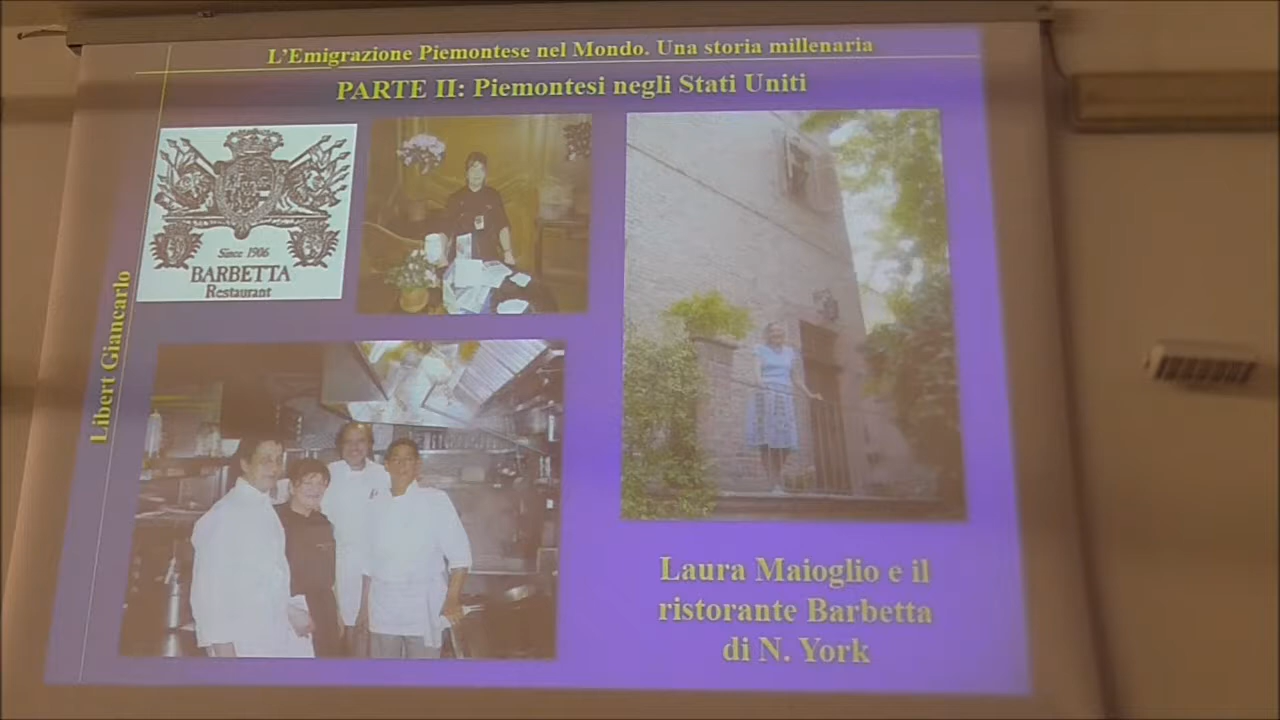 L'Emigrazione Piemontese nel Mondo. Una storia millenaria
PARTE II: Piemontesi negli Stati Uniti
Libert Giancarlo
Since 1906
BARBETTA
Restaurant
Laura Maioglio e il
ristorante Barbetta
di N. York